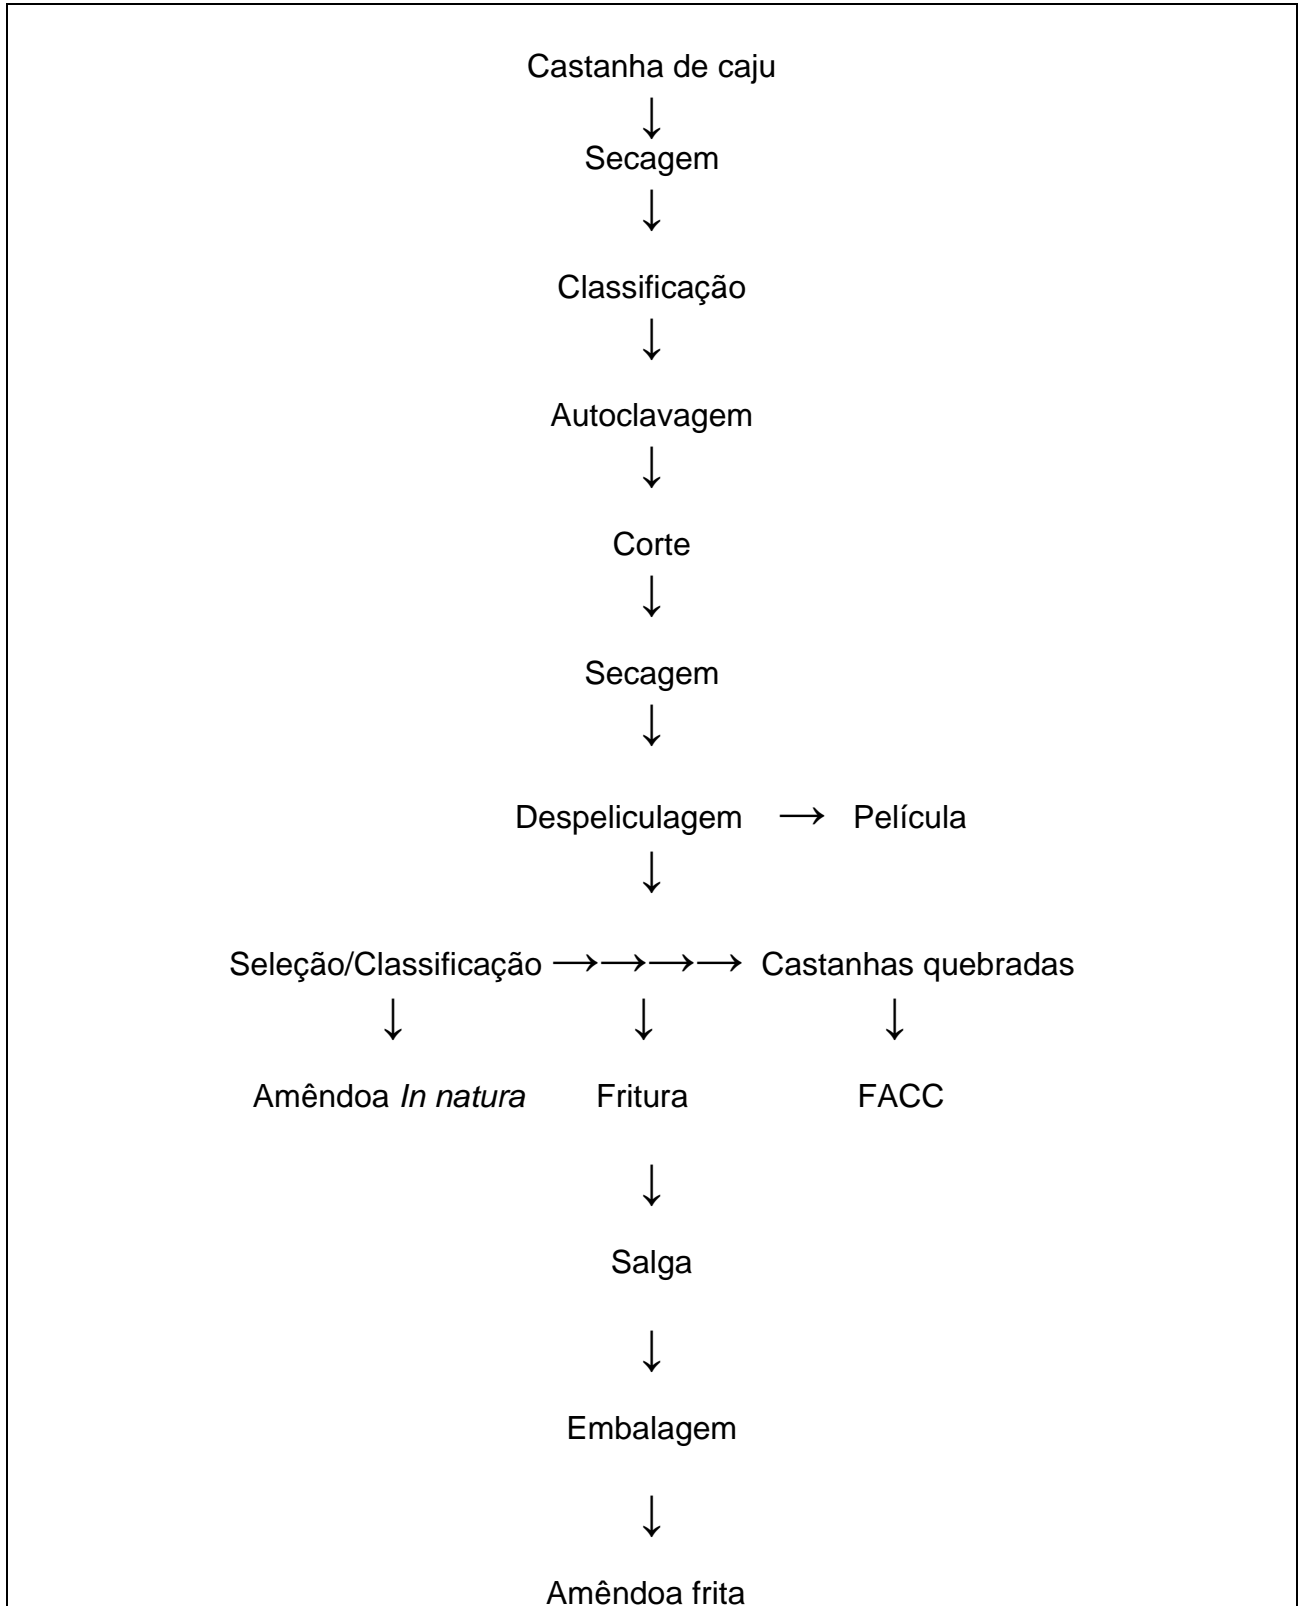 Castanha de caju
↓
Secagem
↓
Classificação
↓
Autoclavagem
↓
Corte
↓
Secagem
↓
Despeliculagem → Película
↓
Seleção/Classificação →→→→ Castanhas quebradas
↓ ↓ ↓
Amêndoa In natura Fritura FACC
↓
Salga
↓
Embalagem
↓
Amêndoa frita